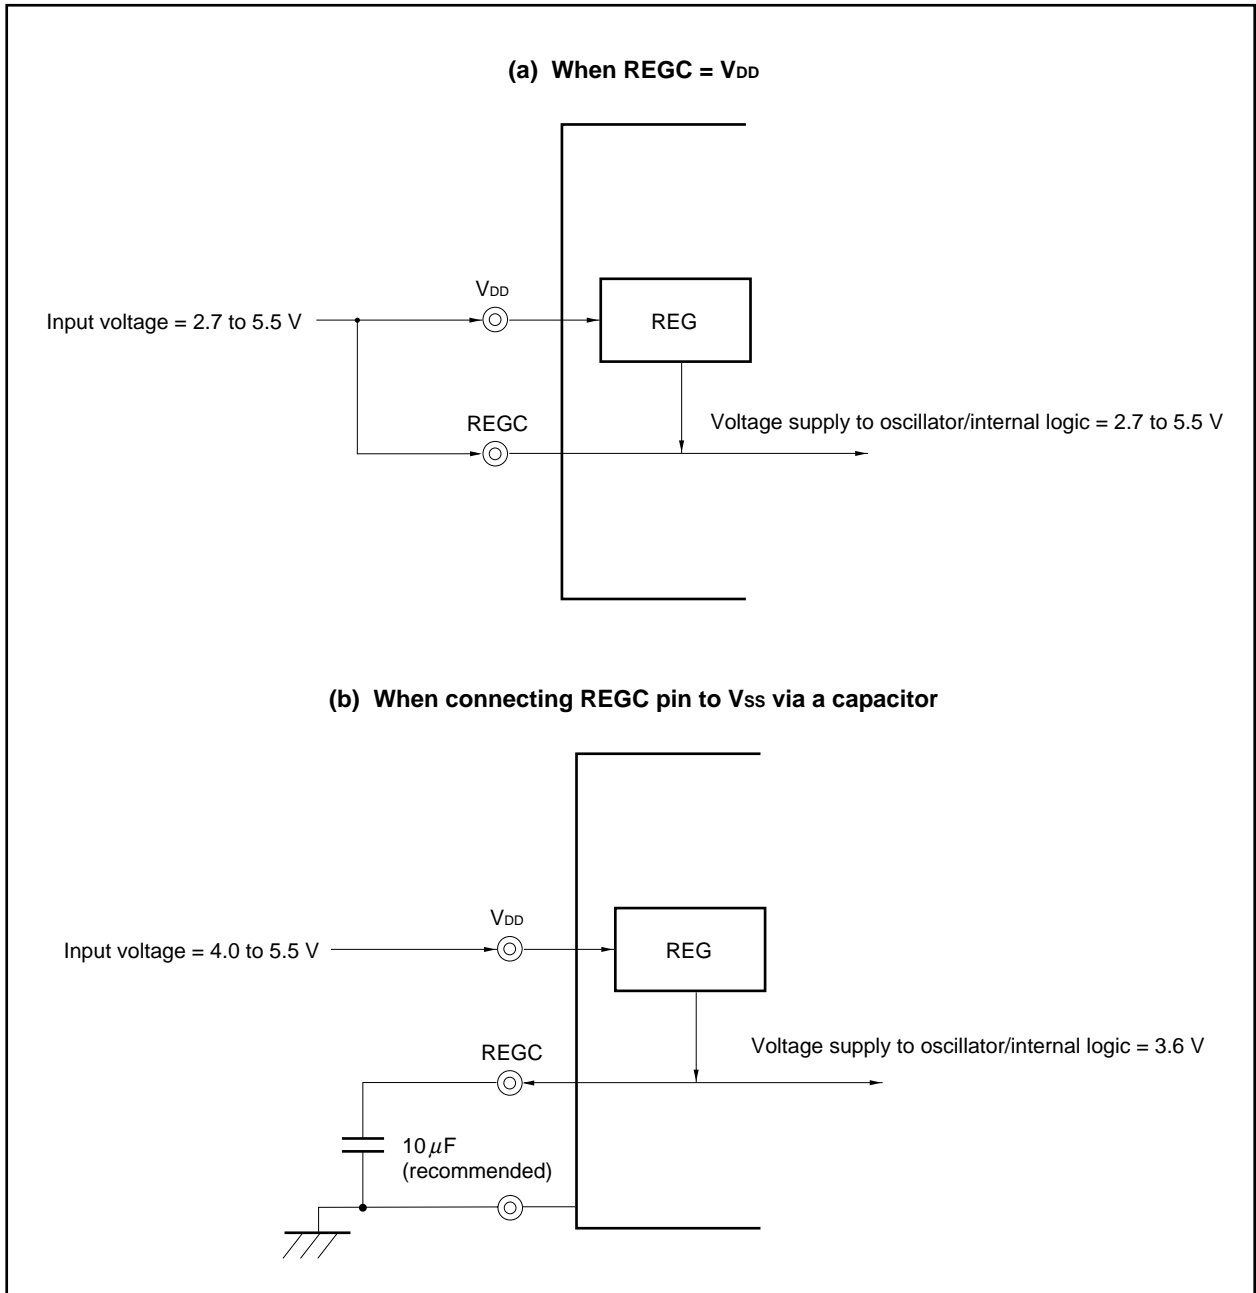 (a) When REGC = VDD
VDD
Input voltage = 2.7 to 5.5 V
REG
REGC
Voltage supply to oscillator/internal logic = 2.7 to 5.5 V
(b) When connecting REGC pin to VSS via a capacitor
VDD
Input voltage = 4.0 to 5.5 V
REG
REGC
Voltage supply to oscillator/internal logic = 3.6 V
10 μF
(recommended)